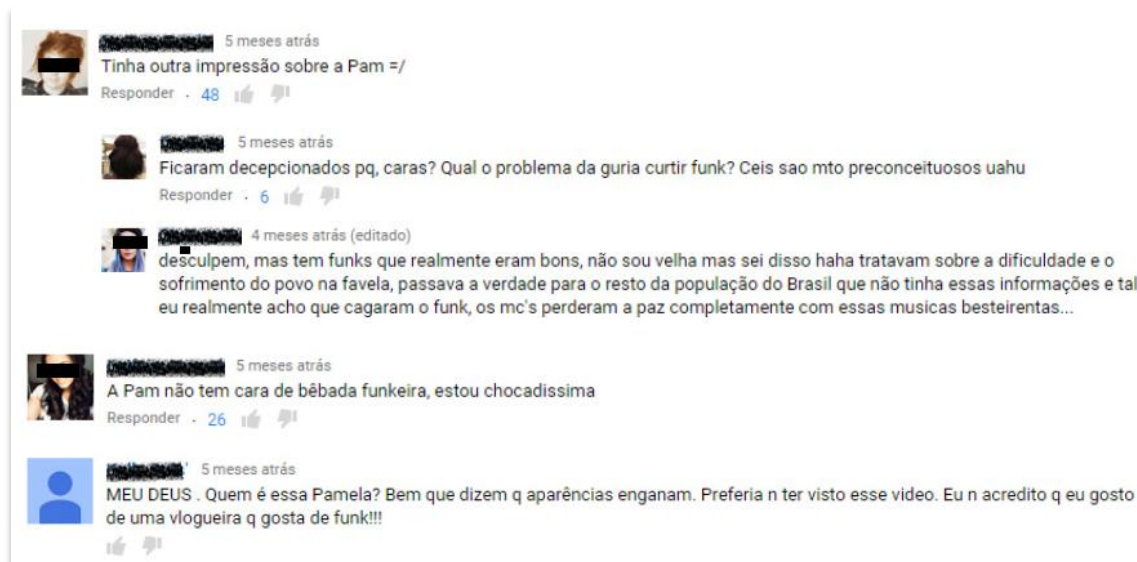 5 meses atrás
Tinha outra impressão sobre a Pam =/
Responder . 48
5 meses atrás
Ficaram decepcionados pq, caras? Qual o problema da guria curtir funk? Ceis sao mto preconceituosos uahu
Responder . 6
4 meses atrás (editado)
desculpem, mas tem funks que realmente eram bons, não sou velha mas sei disso haha tratavam sobre a dificuldade e o
sofrimento do povo na favela, passava a verdade para o resto da população do Brasil que não tinha essas informações e tal
eu realmente acho que cagaram o funk, os mc's perderam a paz completamente com essas musicas besteirentas...
5 meses atrás
A Pam não tem cara de bêbada funkeira, estou chocadissima
Responder . 26
5 meses atrás
MEU DEUS . Quem é essa Pamela? Bem que dizem q aparências enganam. Preferia n ter visto esse video. Eu n acredito q eu gosto
de uma vlogueira q gosta de funk!!!